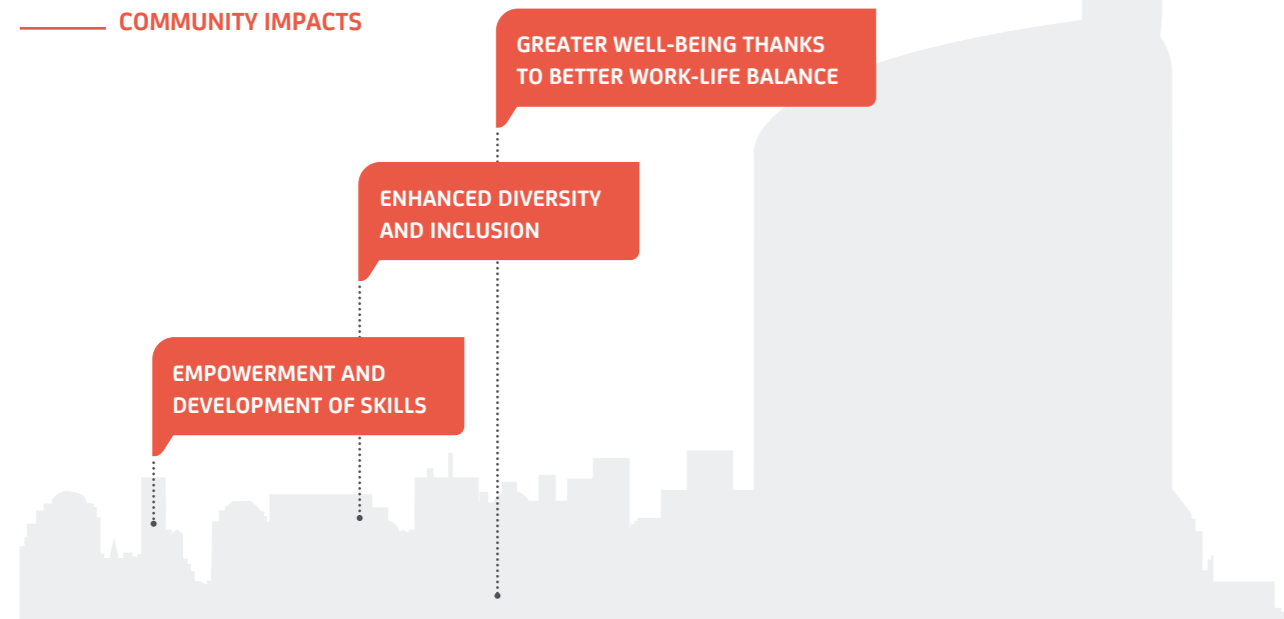 COMMUNITY IMPACTS
GREATER WELL-BEING THANKS
TO BETTER WORK-LIFE BALANCE
ENHANCED DIVERSITY
AND INCLUSION
EMPOWERMENT AND
DEVELOPMENT OF SKILLS